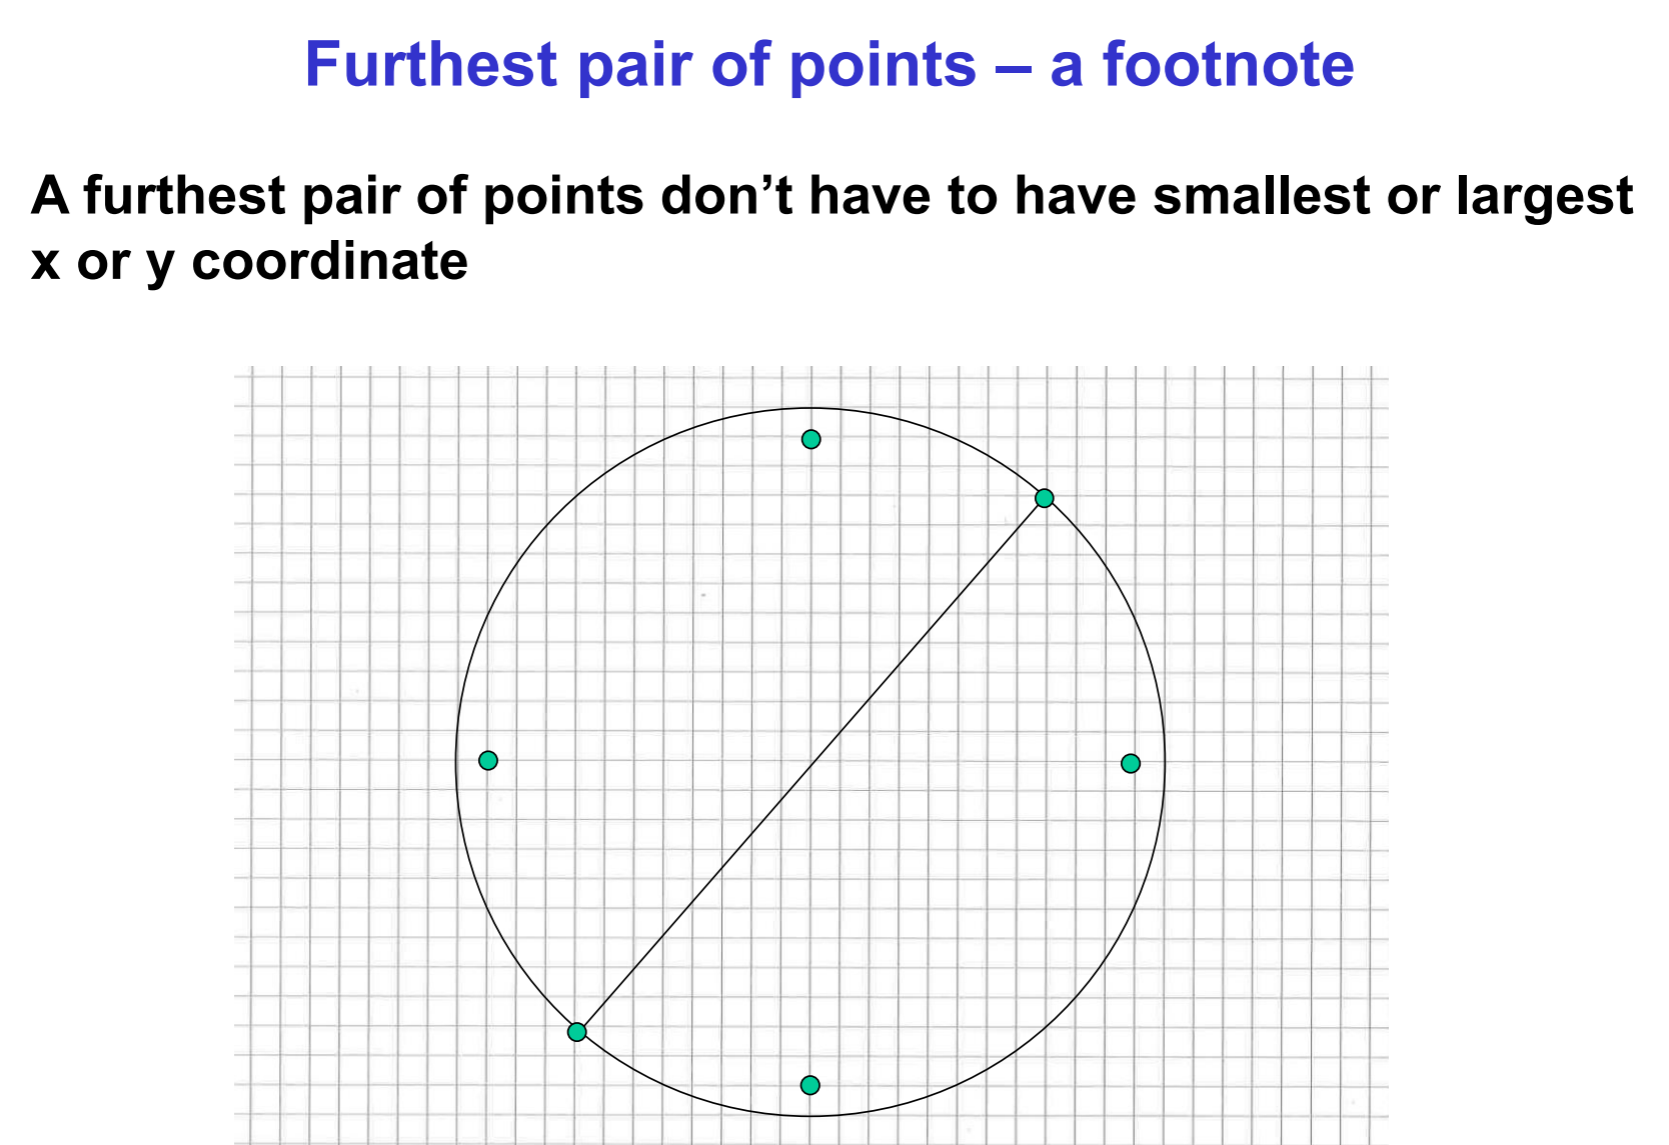 Furthest pair of points – a footnote
A furthest pair of points don’t have to have smallest or largest
x or y coordinate